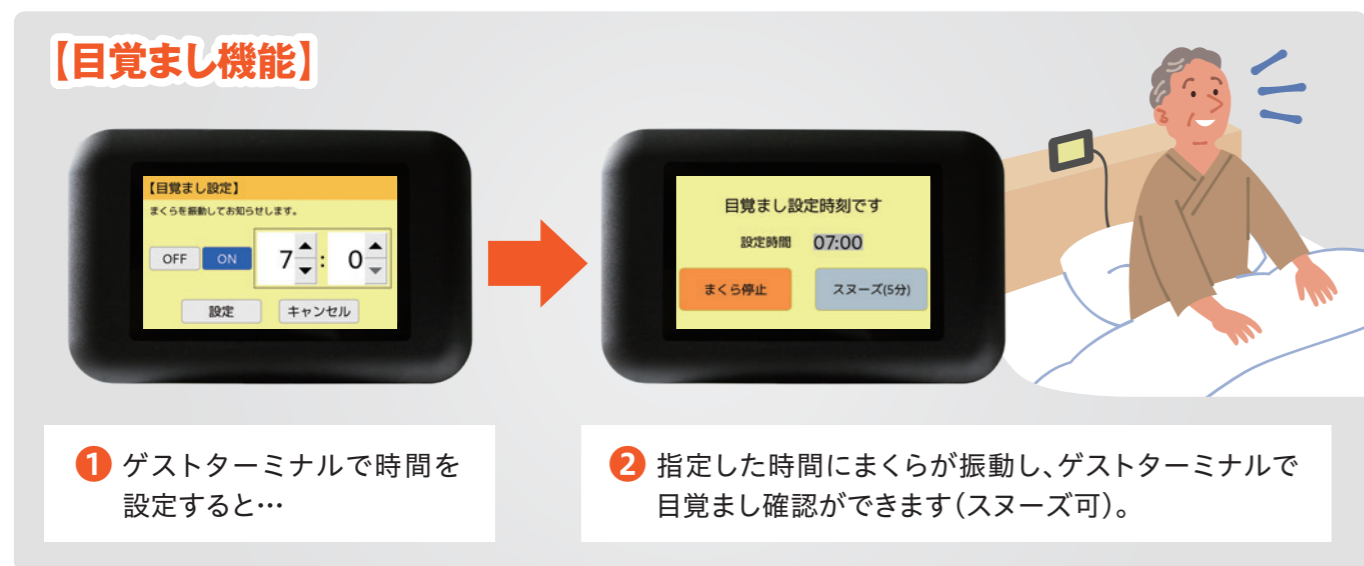 【目覚まし機能】
【目覚まし設定】
まくらを振動してお知らせします。
OFF ON 7 : 0
設定 キャンセル
目覚まし設定時刻です
設定時間 07:00
まくら停止 スヌーズ(5分)
❶ ゲストターミナルで時間を
設定すると…
❷ 指定した時間にまくらが振動し、ゲストターミナルで
目覚まし確認ができます(スヌーズ可)。